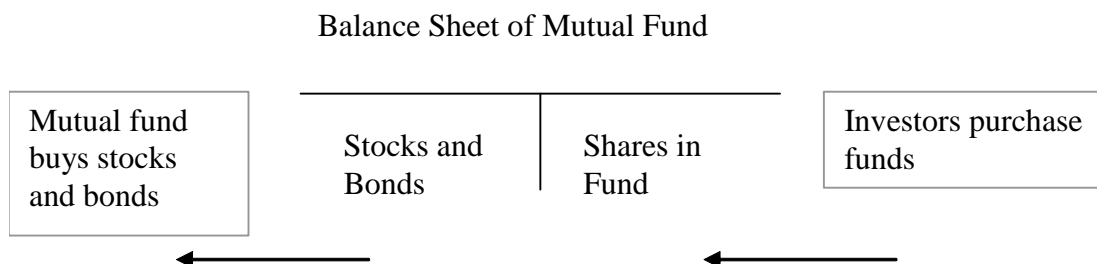 Balance Sheet of Mutual Fund
Mutual fund
buys stocks
and bonds
Stocks and
Bonds
Shares in
Fund
Investors purchase
funds